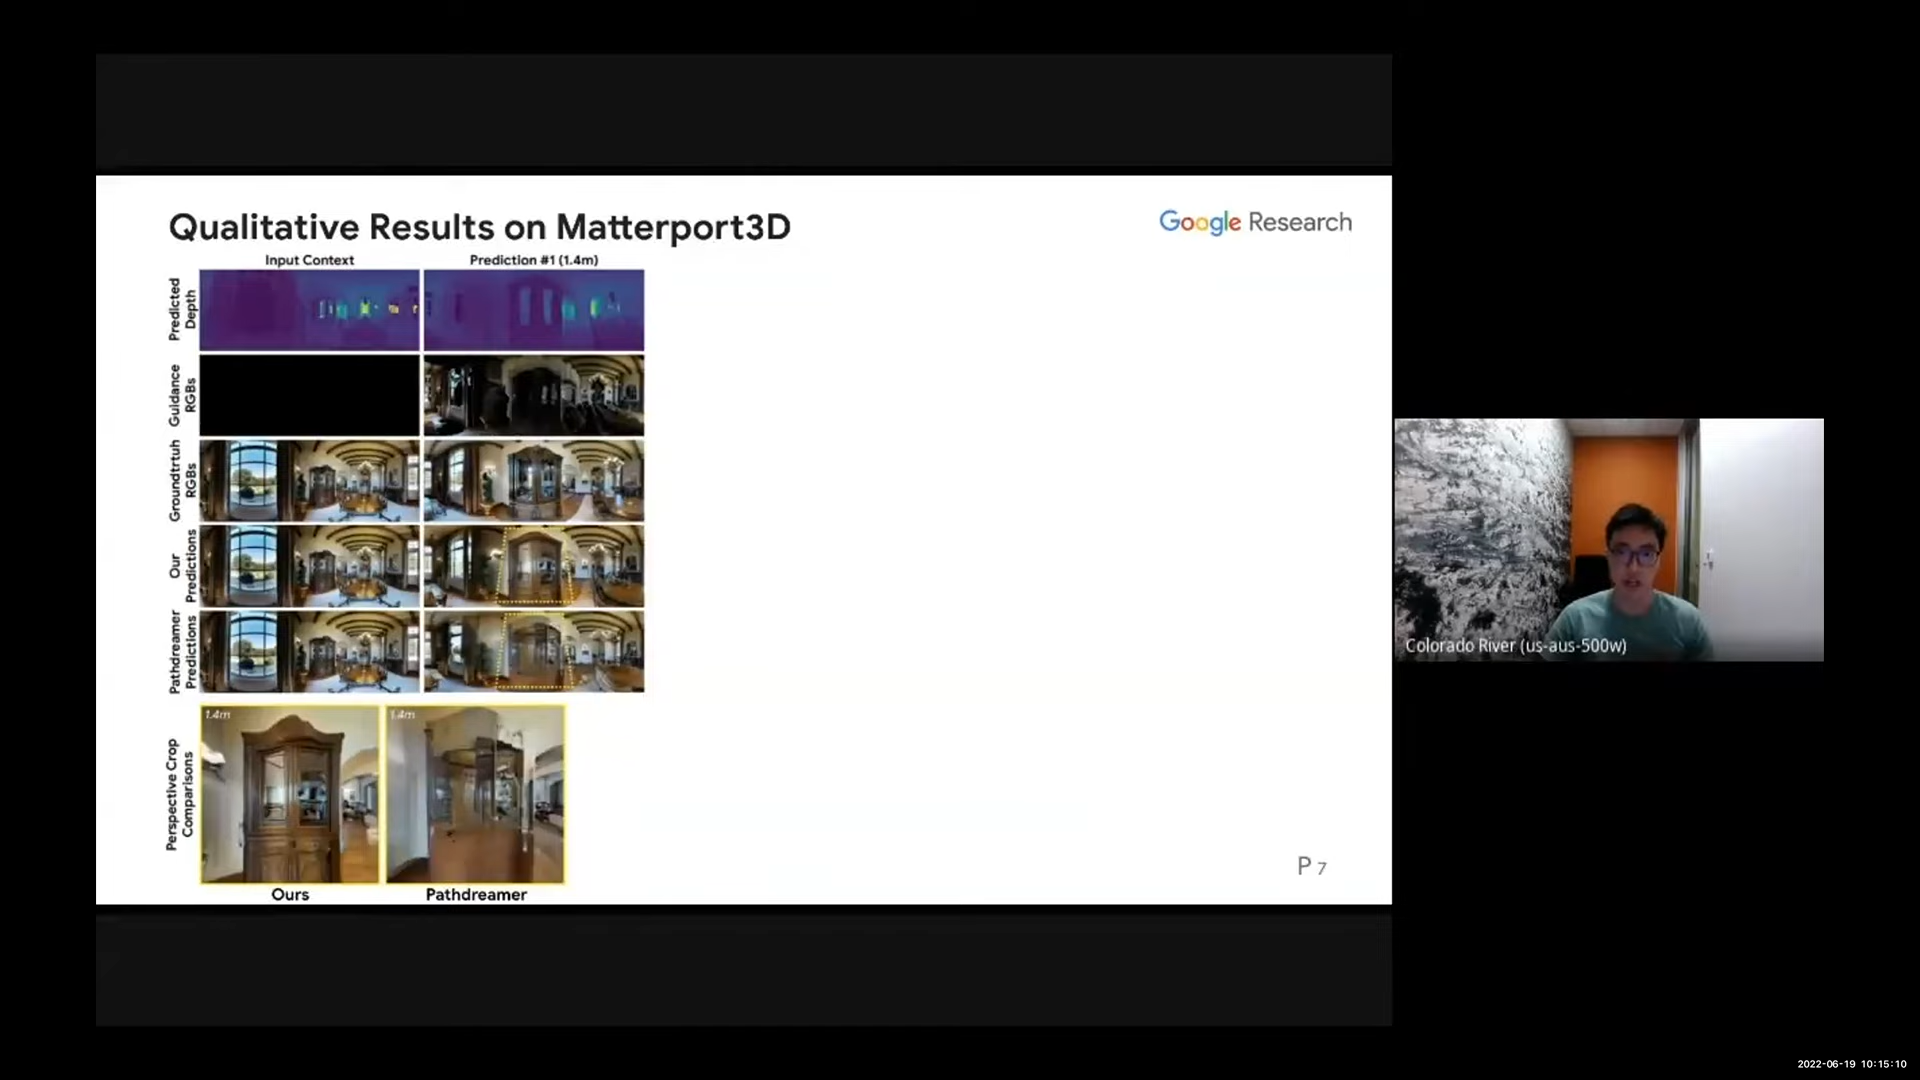 Qualitative Results on Matterport3D
Google Research
Input Context
Prediction #1 (1.4m)
Predicted
Depth
Guidance
RGBs
Groundtruth
RGBs
Our
Predictions
Pathdreamer
Predictions
Perspective Crop
Comparisons
1.4m
1.4m
Ours
Pathdreamer
P 7
Colorado River (us-aus-500w)
2022-06-19 10:15:10